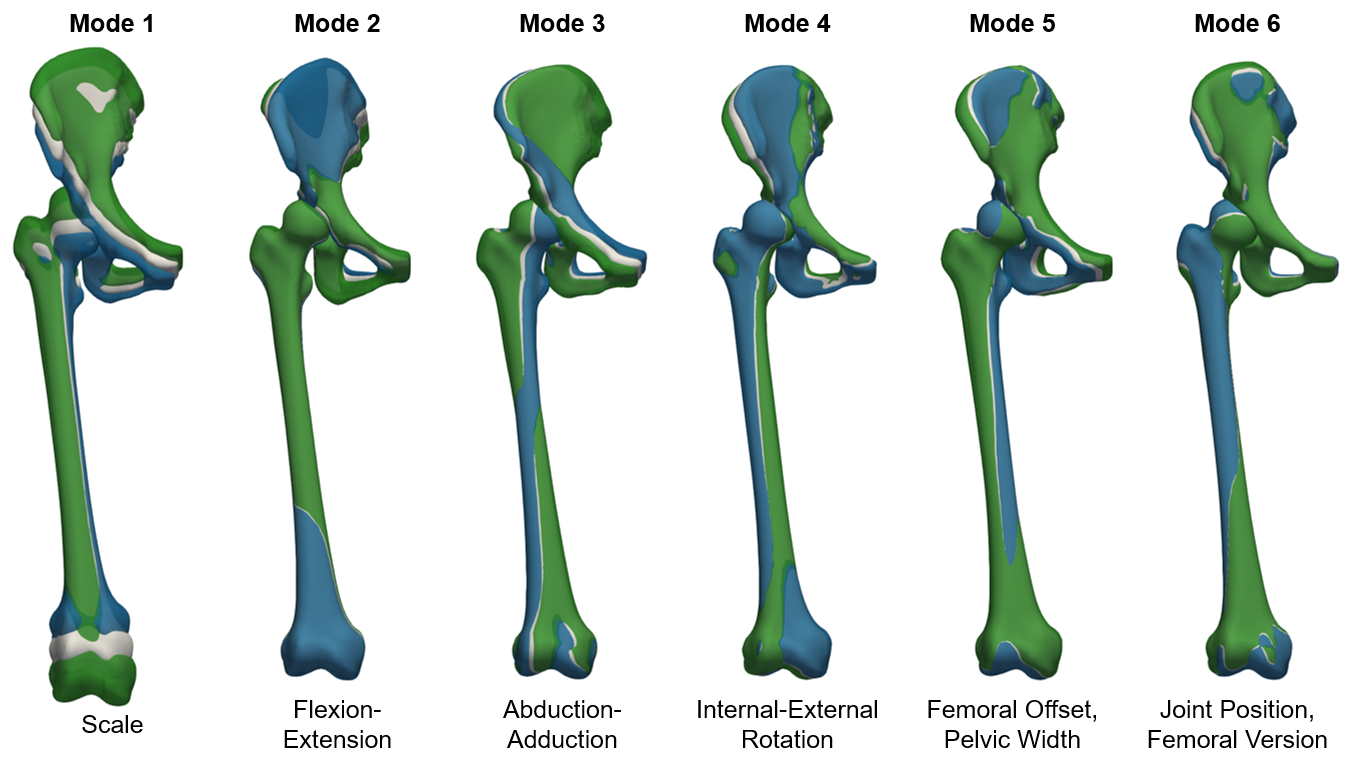 Mode 1
Mode 2
Mode 3
Mode 4
Mode 5
Mode 6
Scale
Flexion-
Extension
Abduction-
Adduction
Internal-External
Rotation
Femoral Offset,
Pelvic Width
Joint Position,
Femoral Version